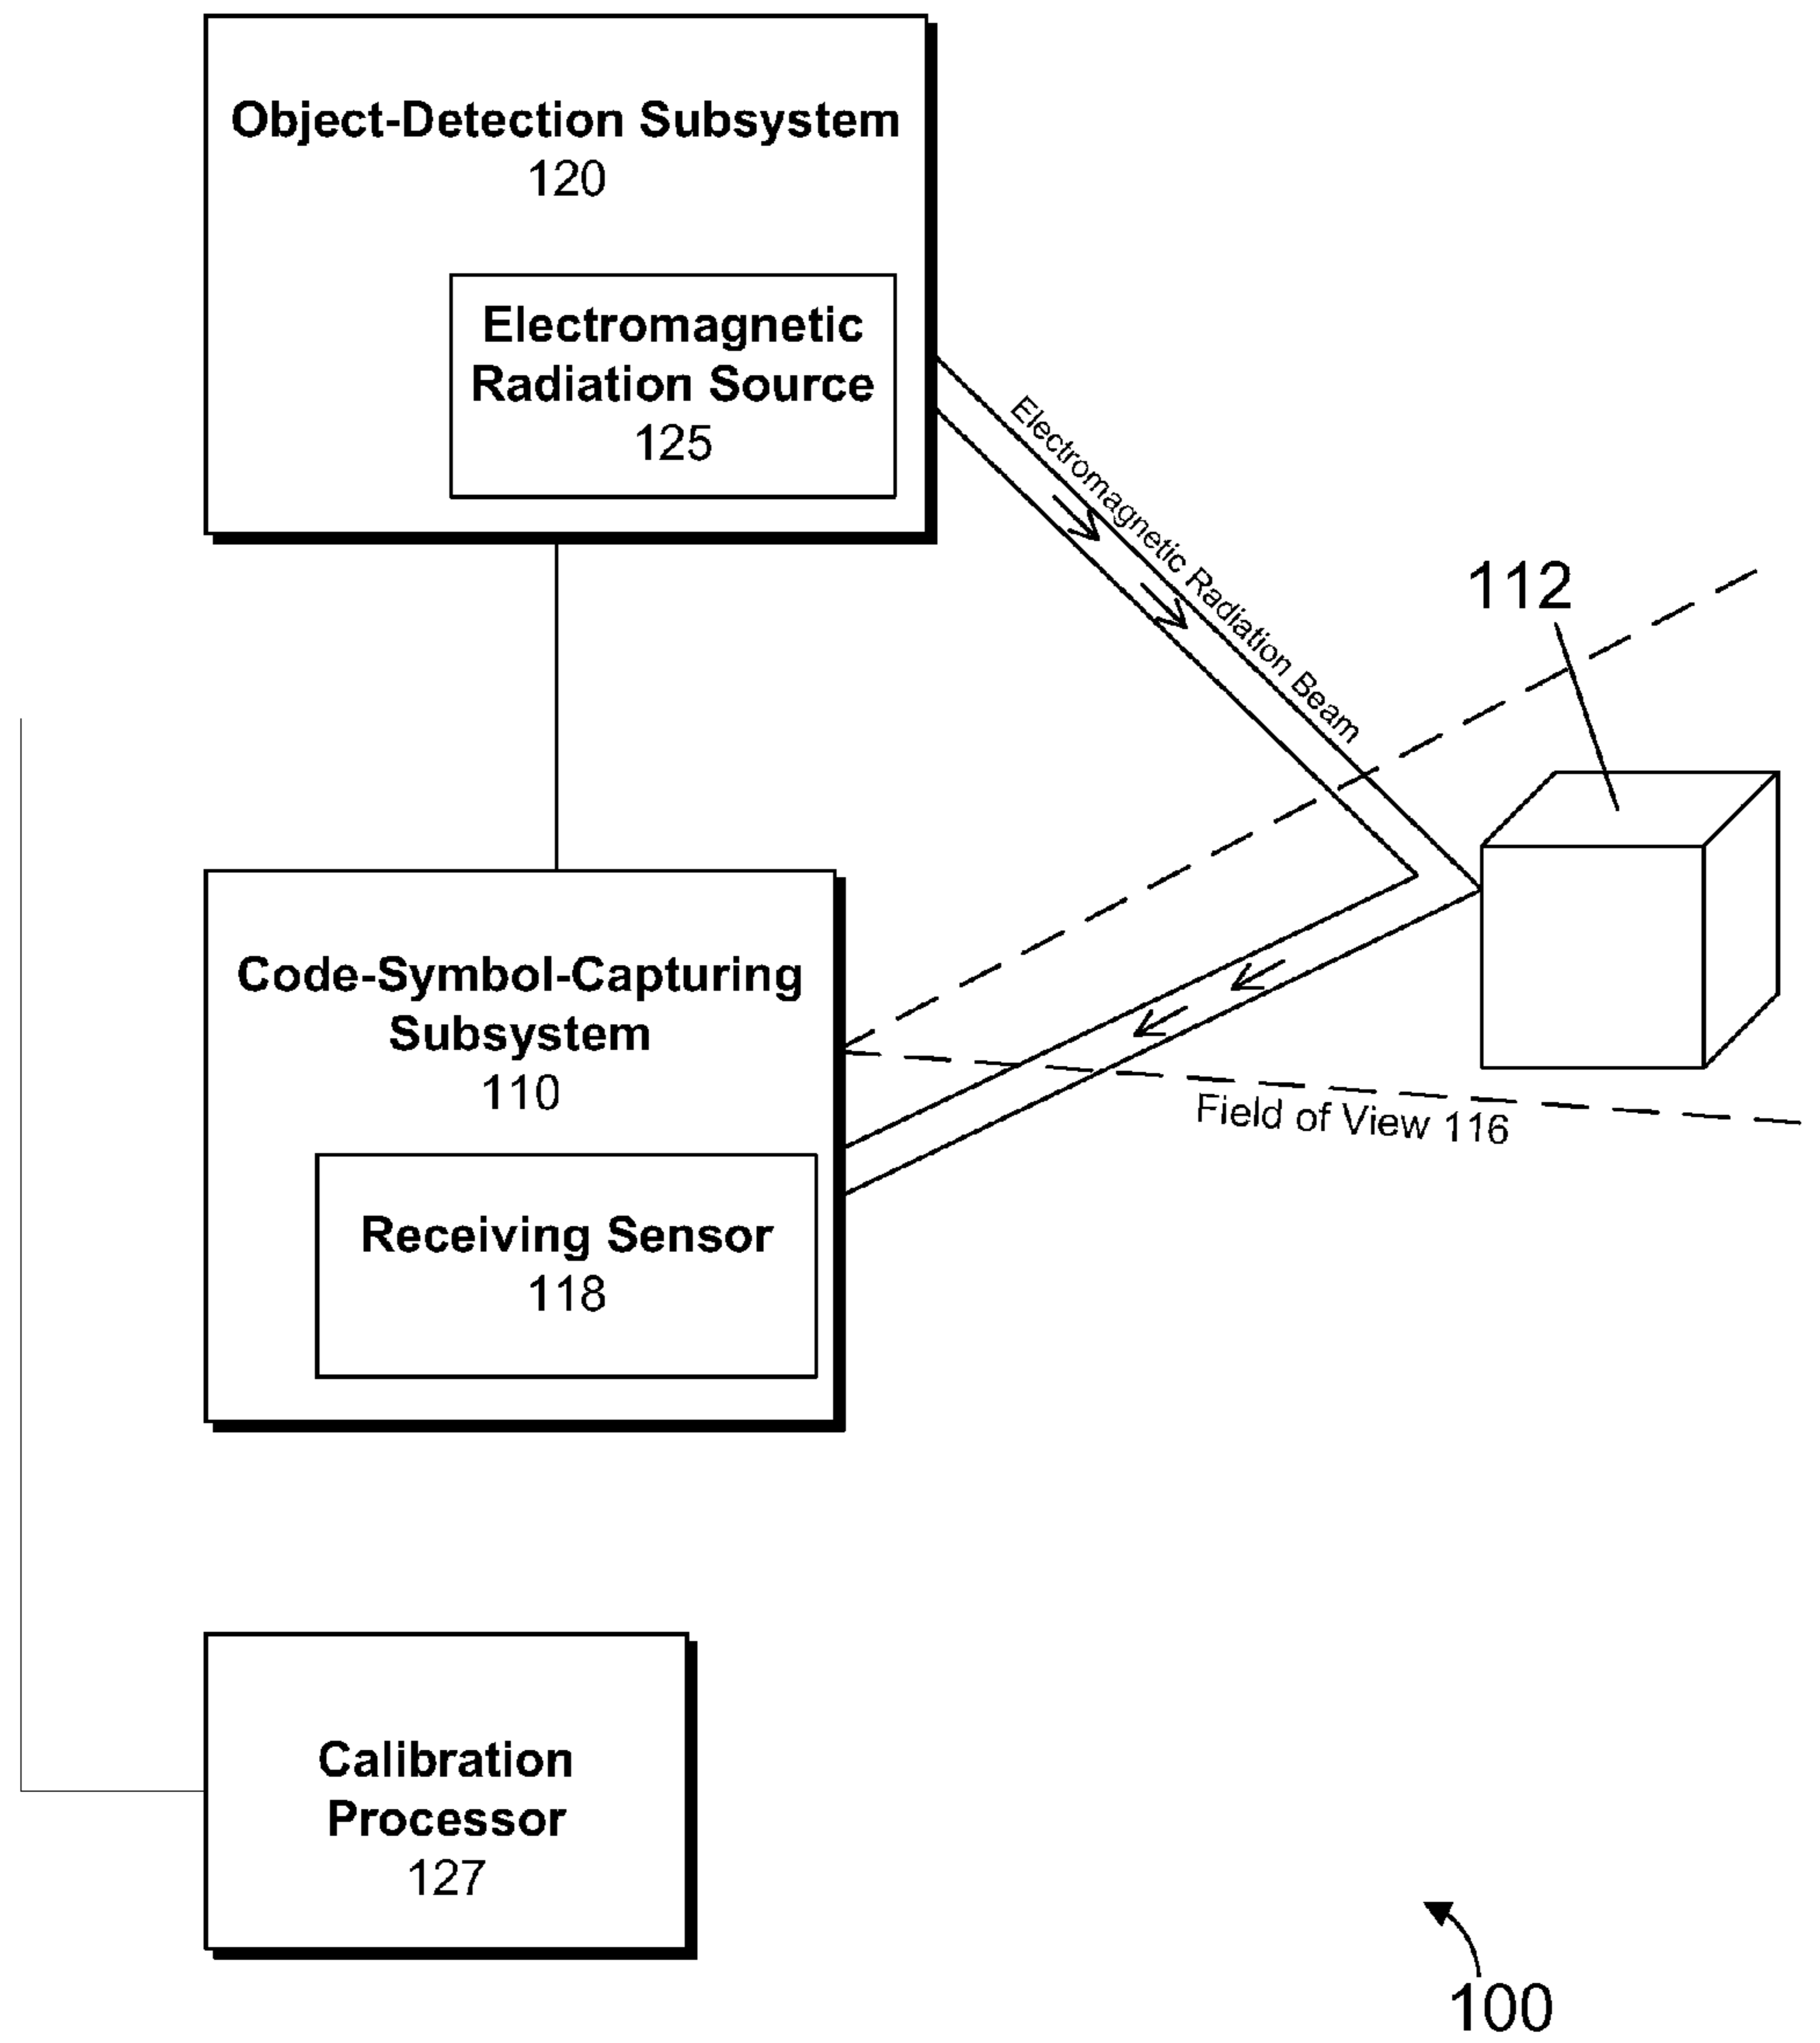 Object-Detection Subsystem
120
Electromagnetic
Radiation Source
125
Electromagnetic Radiation Beam
112
Code-Symbol-Capturing
Subsystem
110
Field of View 116
Receiving Sensor
118
Calibration
Processor
127
100